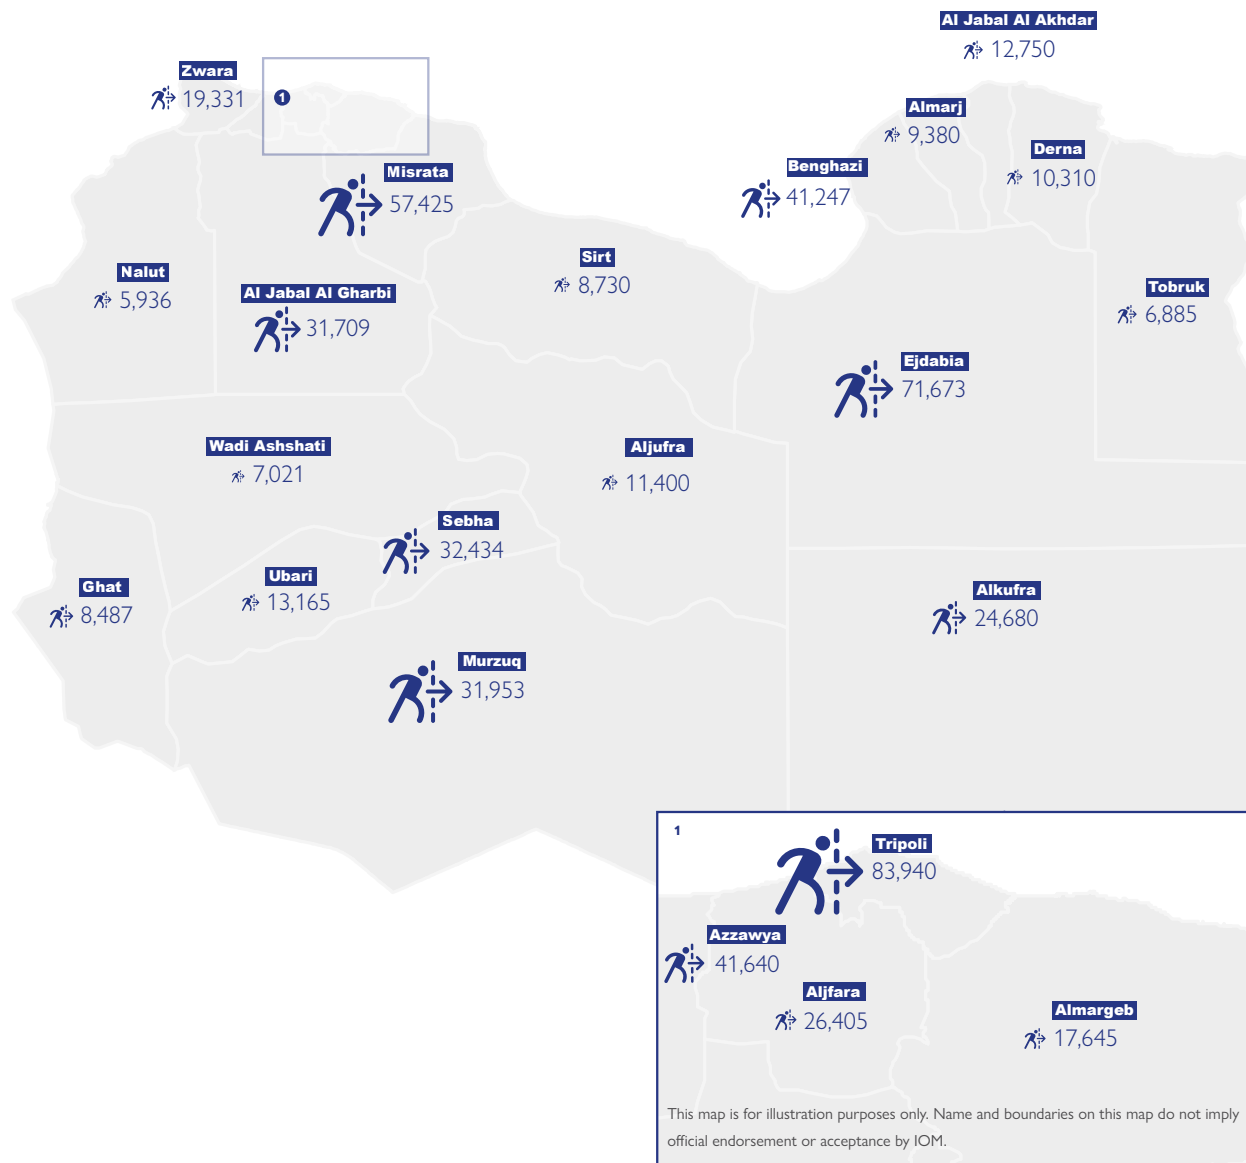 Al Jabal Al Akhdar
12,750
Zwara
19,331
1
Almarj
9,380
Derna
10,310
Benghazi
41,247
Misrata
57,425
Sirt
8,730
Nalut
5,936
Al Jabal Al Gharbi
31,709
Tobruk
6,885
Ejdabia
71,673
Wadi Ashshati
7,021
Aljufra
11,400
Sebha
32,434
Ubari
13,165
Ghat
8,487
Alkufra
24,680
Murzuq
31,953
1
Tripoli
83,940
Azzawya
41,640
Aljfara
26,405
Almargeb
17,645
This map is for illustration purposes only. Name and boundaries on this map do not imply
official endorsement or acceptance by IOM.